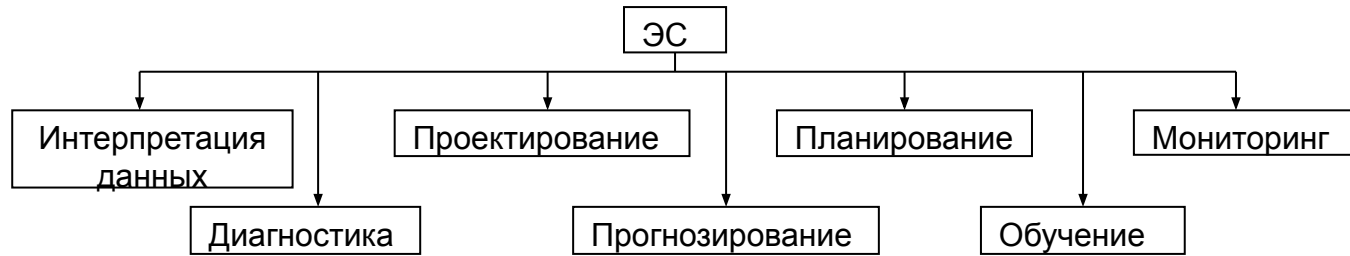 ЭС
Интерпретация
данных
Проектирование
Планирование
Мониторинг
Диагностика
Прогнозирование
Обучение